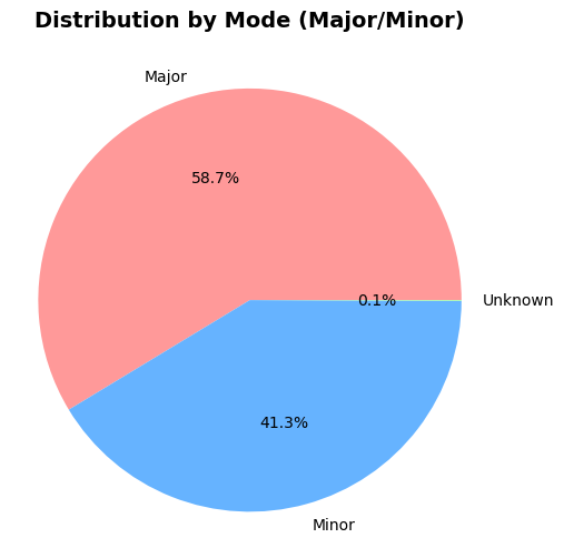 Distribution by Mode (Major/Minor)
Major
58.7%
0.1%
Unknown
41.3%
Minor